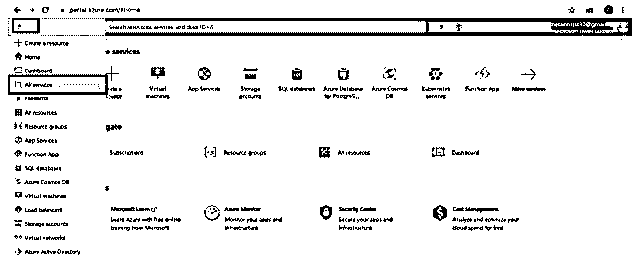 portal.azure.com/#home
Search resources, services, and docs (G+/)
Create a resource
Home
Dashboard
All services
Favorites
All resources
Resource groups
App Services
Function App
SQL databases
Azure Cosmos DB
Virtual machines
Load balancers
Storage accounts
Virtual networks
Azure Active Directory
e services
Virtual machines
App Services
Storage accounts
SQL databases
Azure Database for PostgreS...
Azure Cosmos DB
Kubernetes services
Function App
More services
gate
Subscriptions
Resource groups
All resources
Dashboard
s
Microsoft Learn
Learn Azure with free online
training from Microsoft
Azure Monitor
Monitor your apps and
infrastructure
Security Center
Secure your apps and
infrastructure
Cost Management
Analyze and optimize your
cloud spend for free